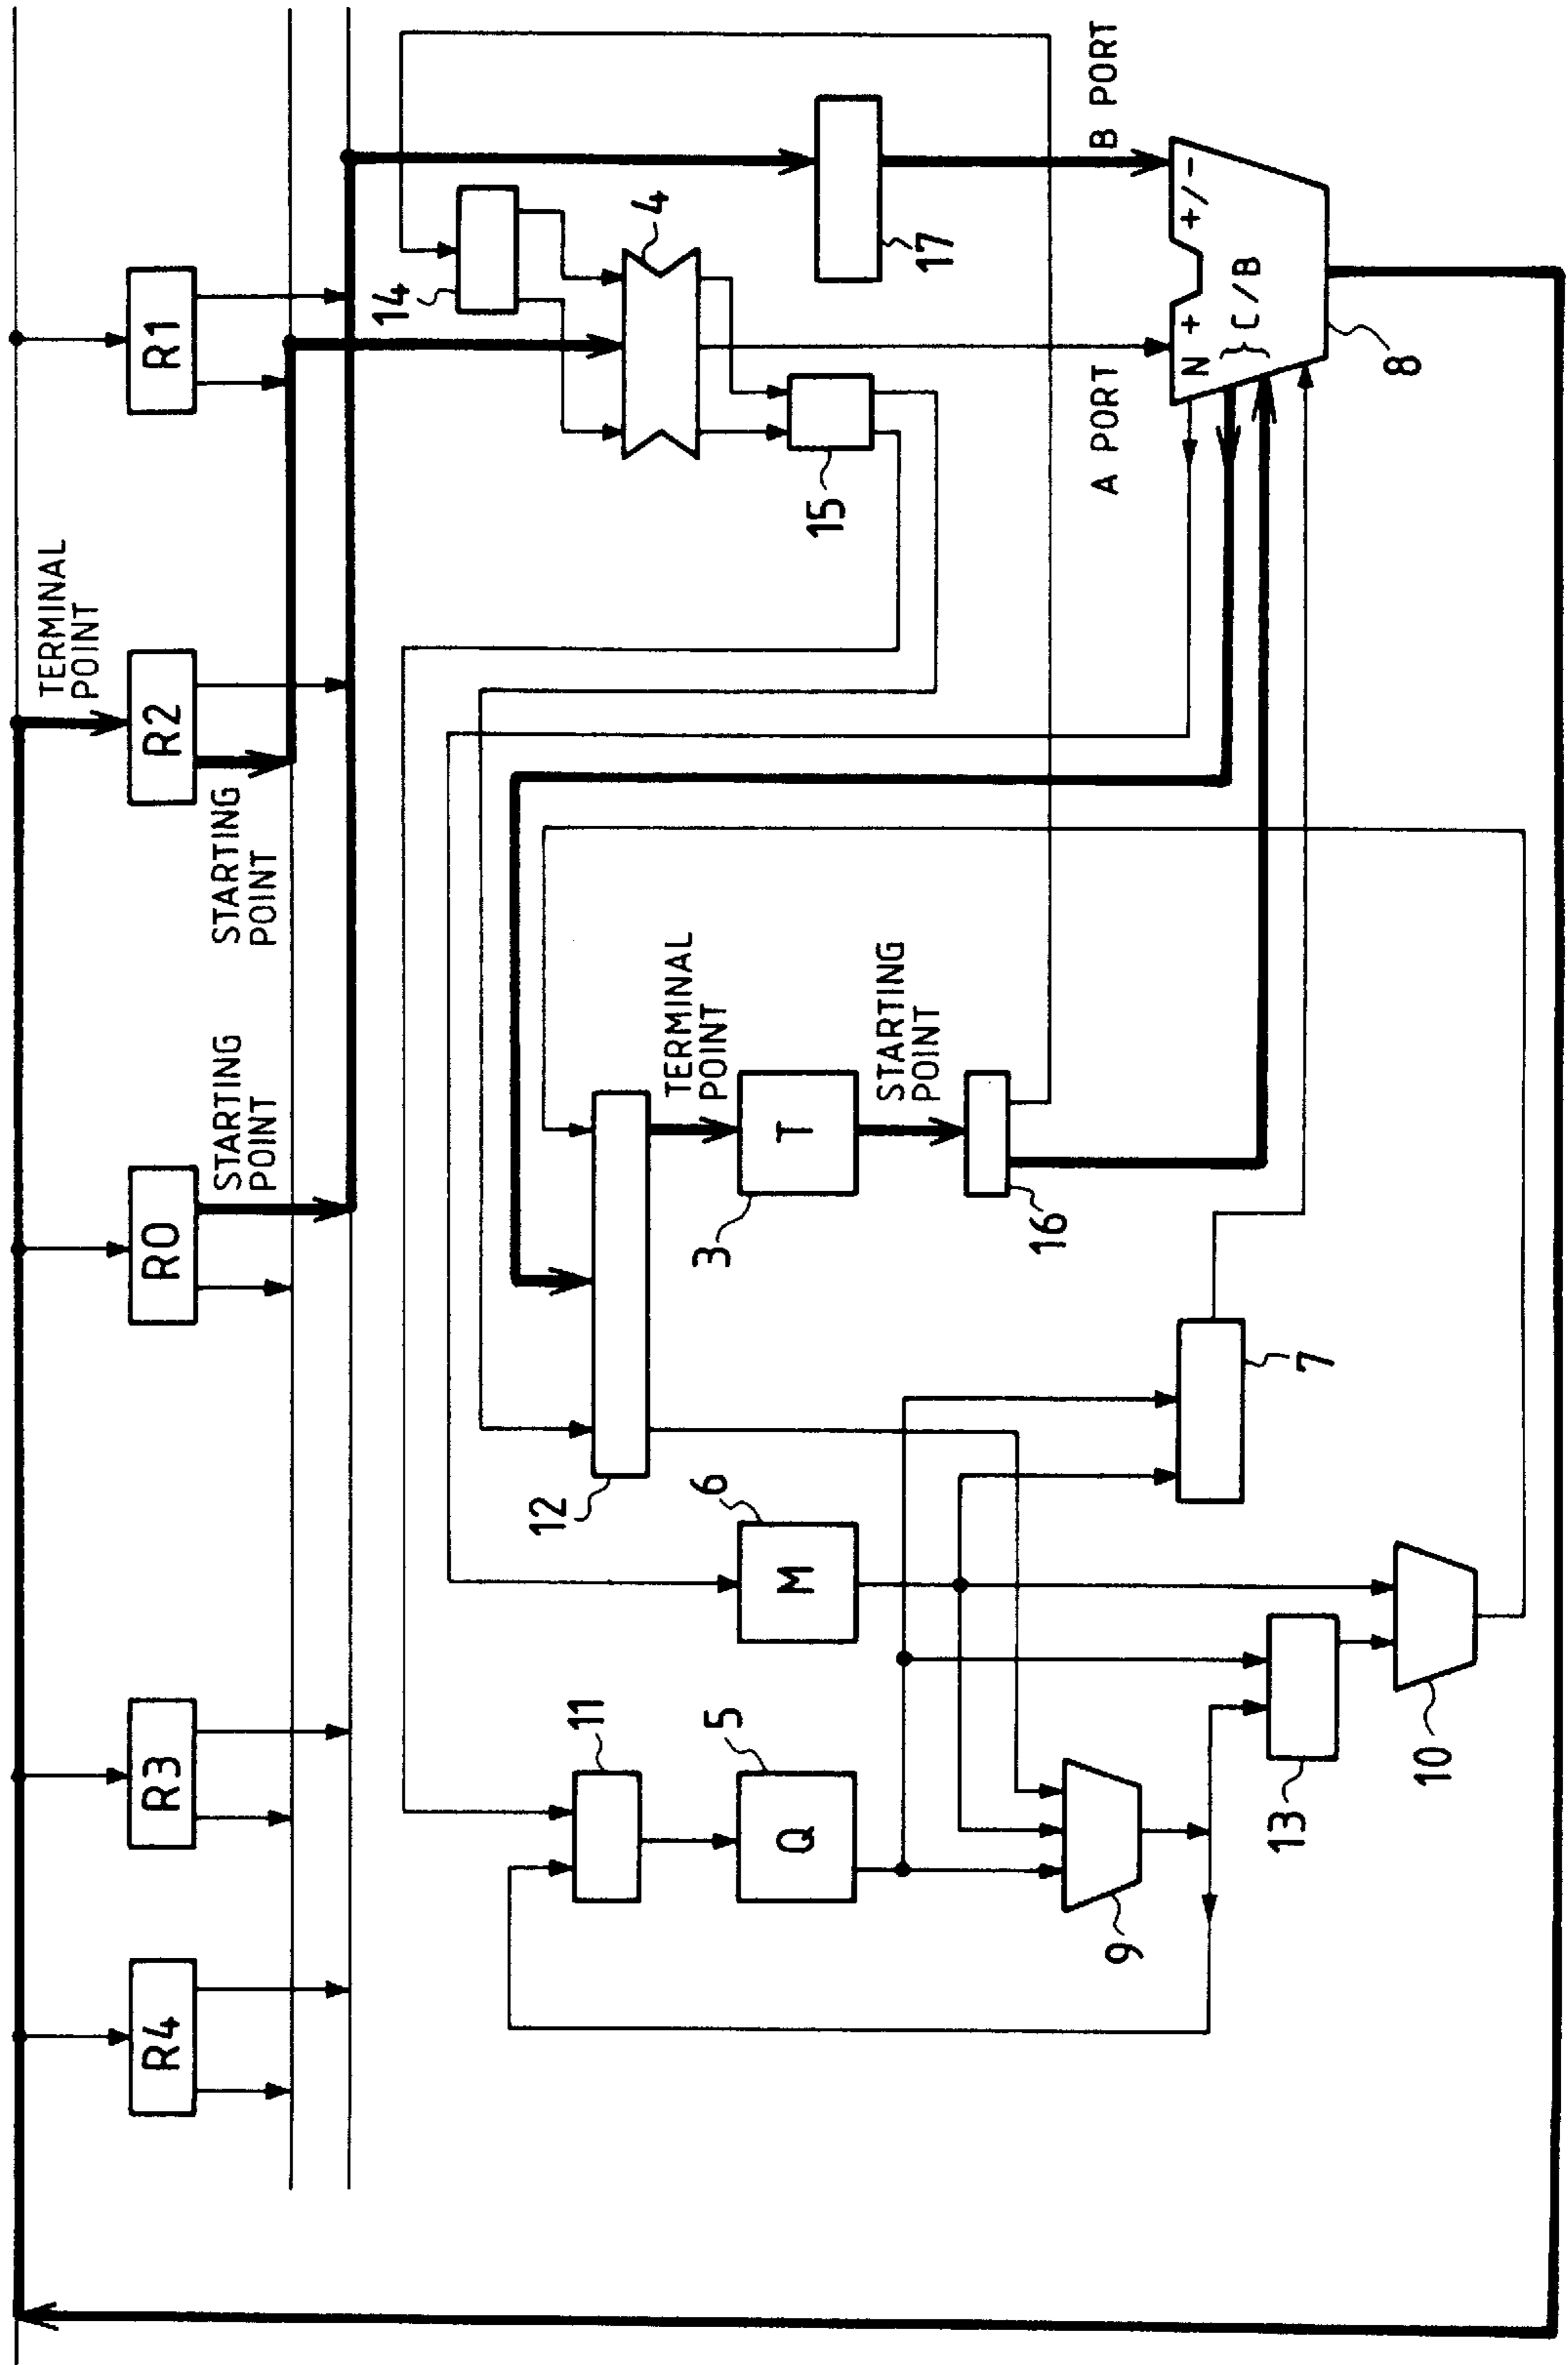 R4
R3
R0
R2
R1
TERMINAL
POINT
STARTING
POINT
STARTING
POINT
14
4
17
B PORT
15
A PORT
N + +/-
} C/B
8
12
TERMINAL
POINT
T
3
STARTING
POINT
16
11
6
M
5
Q
7
9
13
10